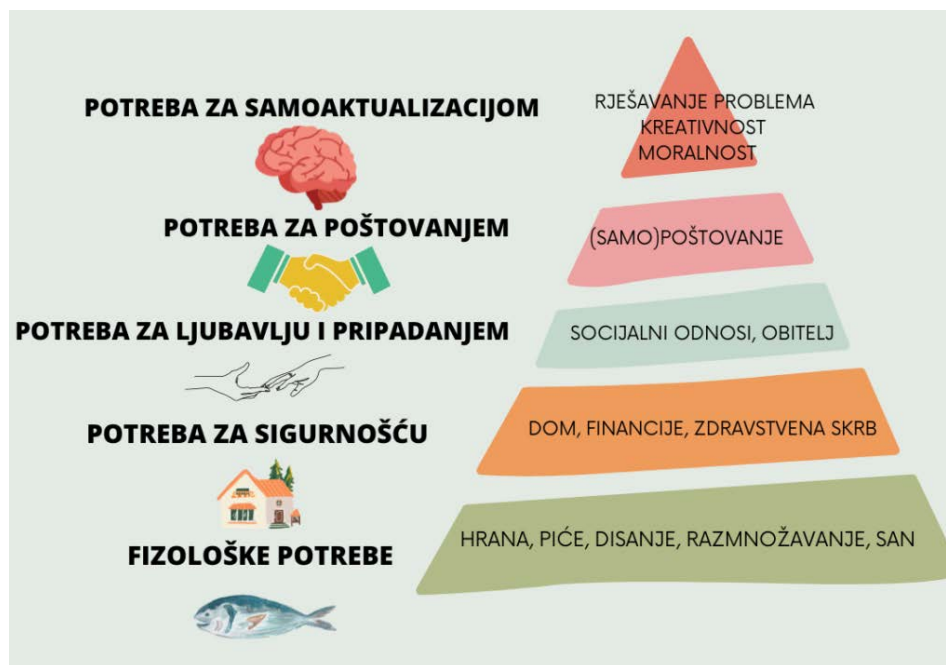 POTREBA ZA SAMOAKTUALIZACIJOM
RJEŠAVANJE PROBLEMA
KREATIVNOST
MORALNOST
POTREBA ZA POŠTOVANJEM
(SAMO)POŠTOVANJE
POTREBA ZA LJUBAVLJU I PRIPADANJEM
SOCIJALNI ODNOSI, OBITELJ
POTREBA ZA SIGURNOŠĆU
DOM, FINANCIJE, ZDRAVSTVENA SKRB
FIZOLOŠKE POTREBE
HRANA, PIĆE, DISANJE, RAZMNOŽAVANJE, SAN